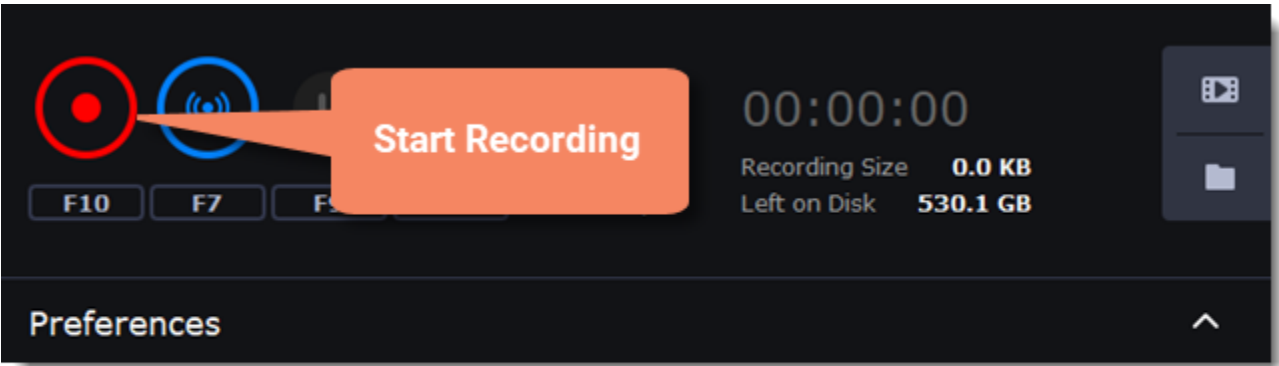 Start Recording
00:00:00
Recording Size 0.0 KB
F10 F7
Left on Disk 530.1 GB
Preferences